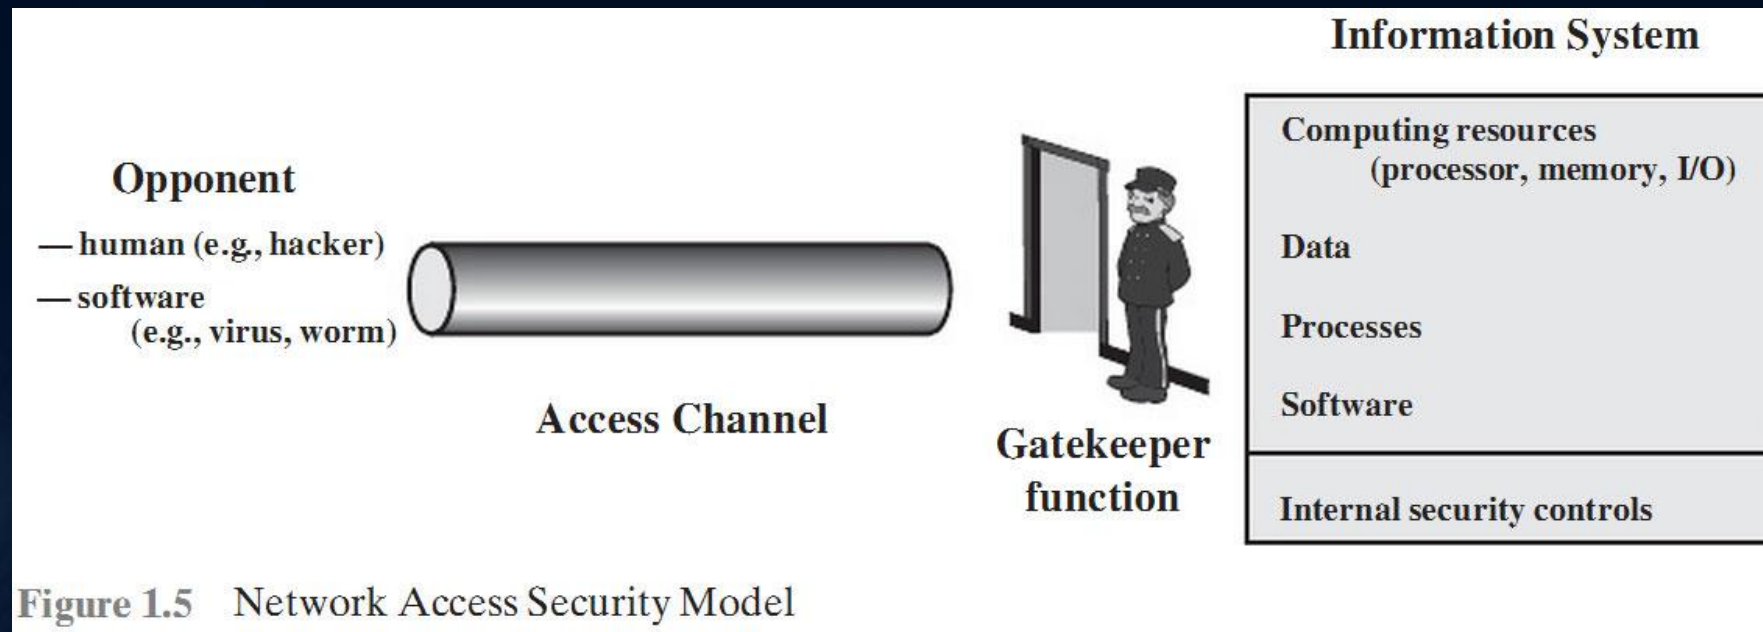 Information System
Opponent
— human (e.g., hacker)
— software
(e.g., virus, worm)
Access Channel
Gatekeeper
function
Computing resources
(processor, memory, I/O)
Data
Processes
Software
Internal security controls
Figure 1.5 Network Access Security Model